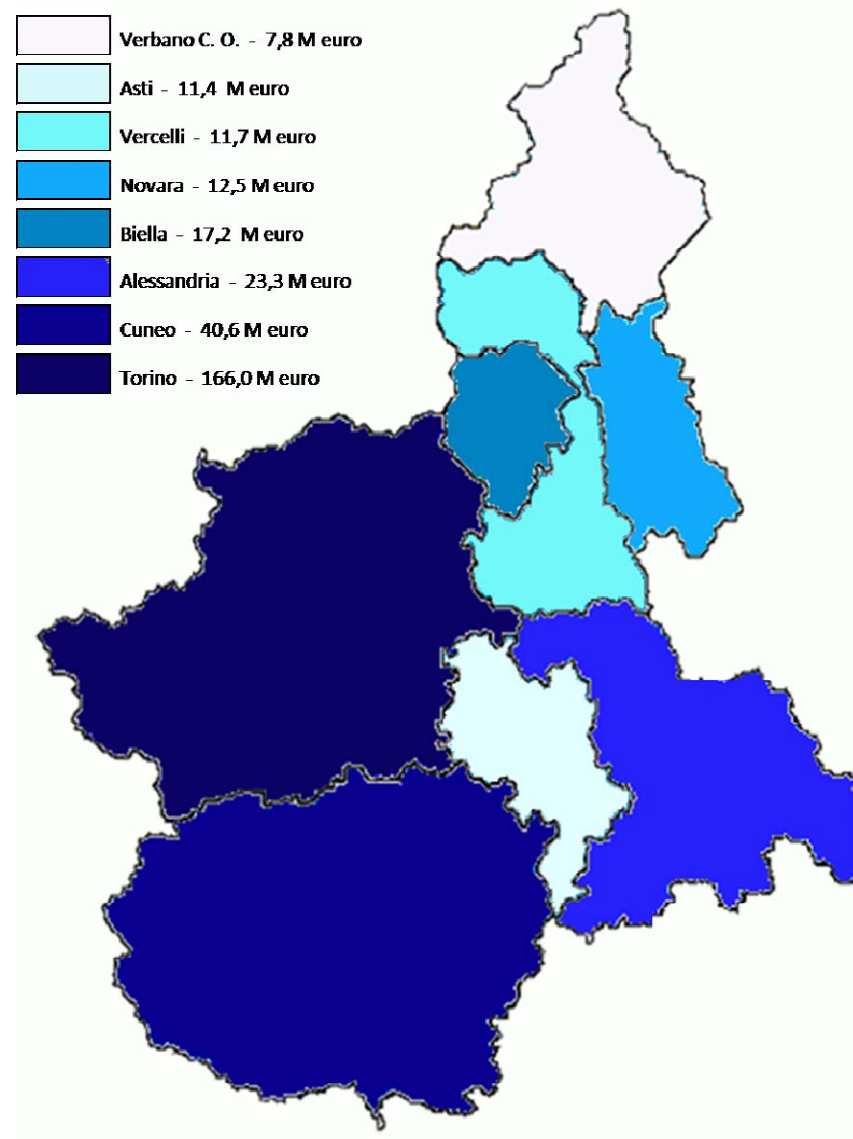 Verbano C. O. - 7,8 M euro
Asti - 11,4 M euro
Vercelli - 11,7 M euro
Novara - 12,5 M euro
Biella - 17,2 M euro
Alessandria - 23,3 M euro
Cuneo - 40,6 M euro
Torino - 166,0 M euro